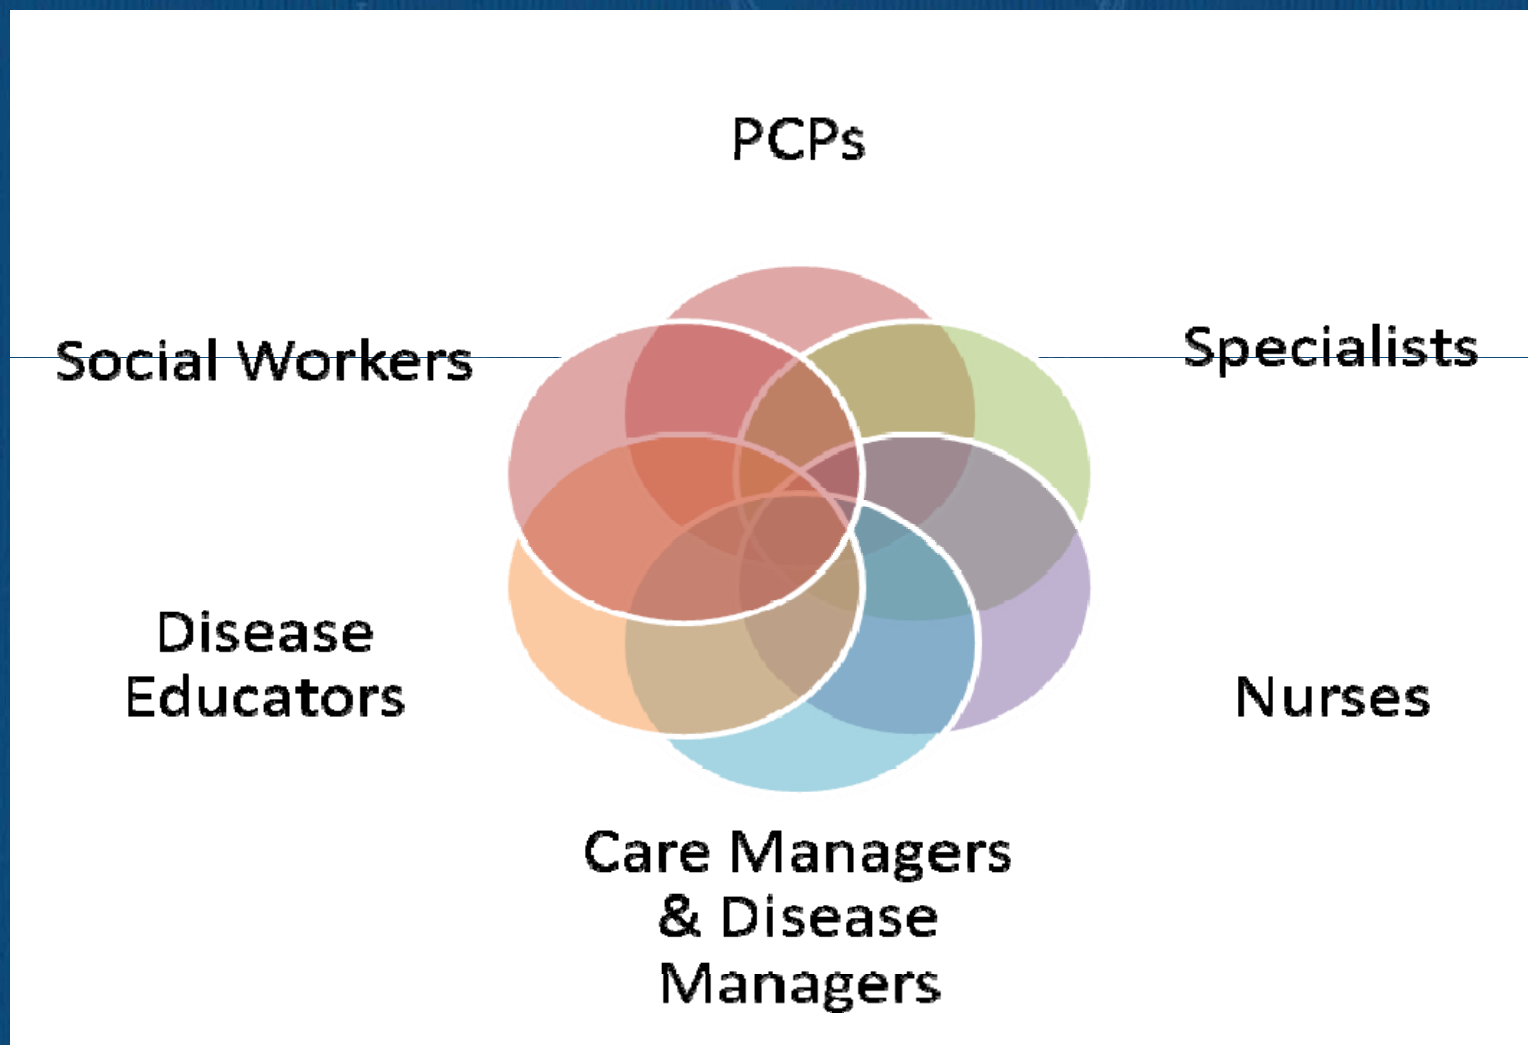 PCPs
Social Workers
Specialists
Disease
Educators
Nurses
Care Managers
& Disease
Managers